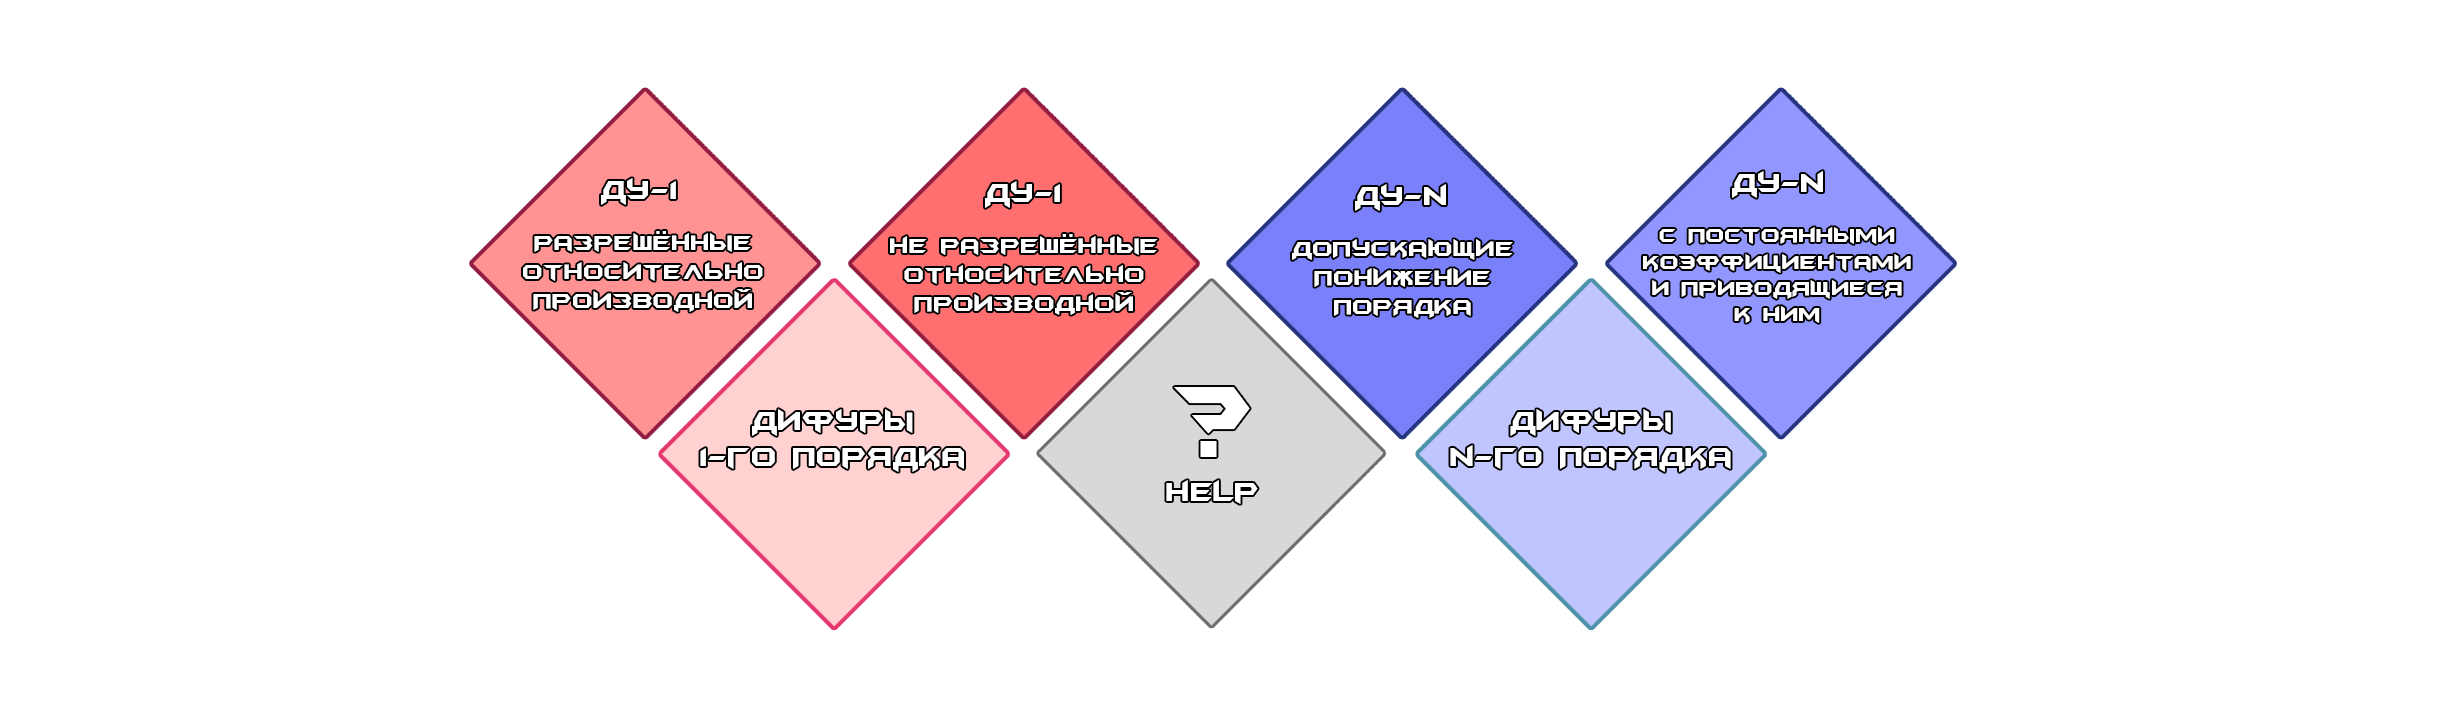 ДУ-1
РАЗРЕШЁННЫЕ
ОТНОСИТЕЛЬНО
ПРОИЗВОДНОЙ
ДУ-1
НЕ РАЗРЕШЁННЫЕ
ОТНОСИТЕЛЬНО
ПРОИЗВОДНОЙ
ДУ-N
ДОПУСКАЮЩИЕ
ПОНИЖЕНИЕ
ПОРЯДКА
ДУ-N
С ПОСТОЯННЫМИ
КОЭФФИЦИЕНТАМИ
И ПРИВОДЯЩИЕСЯ
К НИМ
ДИФУРЫ
1-ГО ПОРЯДКА
?
HELP
ДИФУРЫ
N-ГО ПОРЯДКА